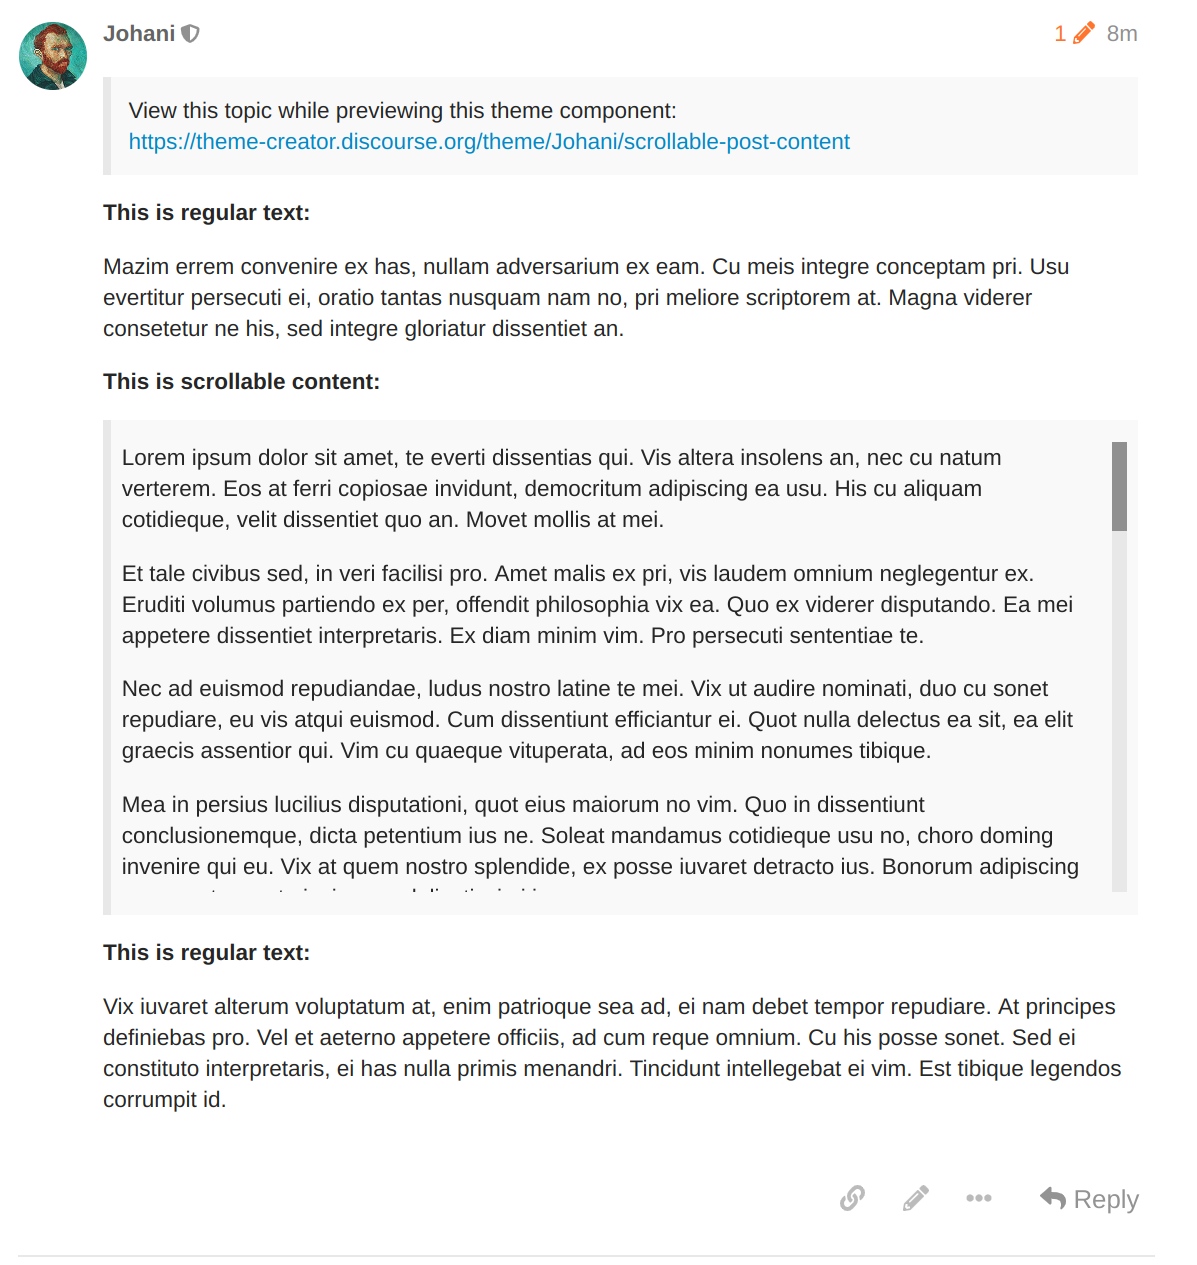 Johani
1 8m
View this topic while previewing this theme component:
https://theme-creator.discourse.org/theme/Johani/scrollable-post-content
This is regular text:
Mazim errem convenire ex has, nullam adversarium ex eam. Cu meis integre conceptam pri. Usu
evertitur persecuti ei, oratio tantas nusquam nam no, pri meliore scriptorem at. Magna viderer
consetetur ne his, sed integre gloriatur dissentiet an.
This is scrollable content:
Lorem ipsum dolor sit amet, te everti dissentias qui. Vis altera insolens an, nec cu natum
verterem. Eos at ferri copiosae invidunt, democritum adipiscing ea usu. His cu aliquam
cotidieque, velit dissentiet quo an. Movet mollis at mei.
Et tale civibus sed, in veri facilisi pro. Amet malis ex pri, vis laudem omnium neglegentur ex.
Eruditi volumus partiendo ex per, offendit philosophia vix ea. Quo ex viderer disputando. Ea mei
appetere dissentiet interpretaris. Ex diam minim vim. Pro persecuti sententiae te.
Nec ad euismod repudiandae, ludus nostro latine te mei. Vix ut audire nominati, duo cu sonet
repudiare, eu vis atqui euismod. Cum dissentiunt efficiantur ei. Quot nulla delectus ea sit, ea elit
graecis assentior qui. Vim cu quaeque vituperata, ad eos minim nonumes tibique.
Mea in persius lucilius disputationi, quot eius maiorum no vim. Quo in dissentiunt
conclusionemque, dicta petentium ius ne. Soleat mandamus cotidieque usu no, choro doming
invenire qui eu. Vix at quem nostro splendide, ex posse iuvaret detracto ius. Bonorum adipiscing
This is regular text:
Vix iuvaret alterum voluptatum at, enim patrioque sea ad, ei nam debet tempor repudiare. At principes
definiebas pro. Vel et aeterno appetere officiis, ad cum reque omnium. Cu his posse sonet. Sed ei
constituto interpretaris, ei has nulla primis menandri. Tincidunt intellegebat ei vim. Est tibique legendos
corrumpit id.
Reply